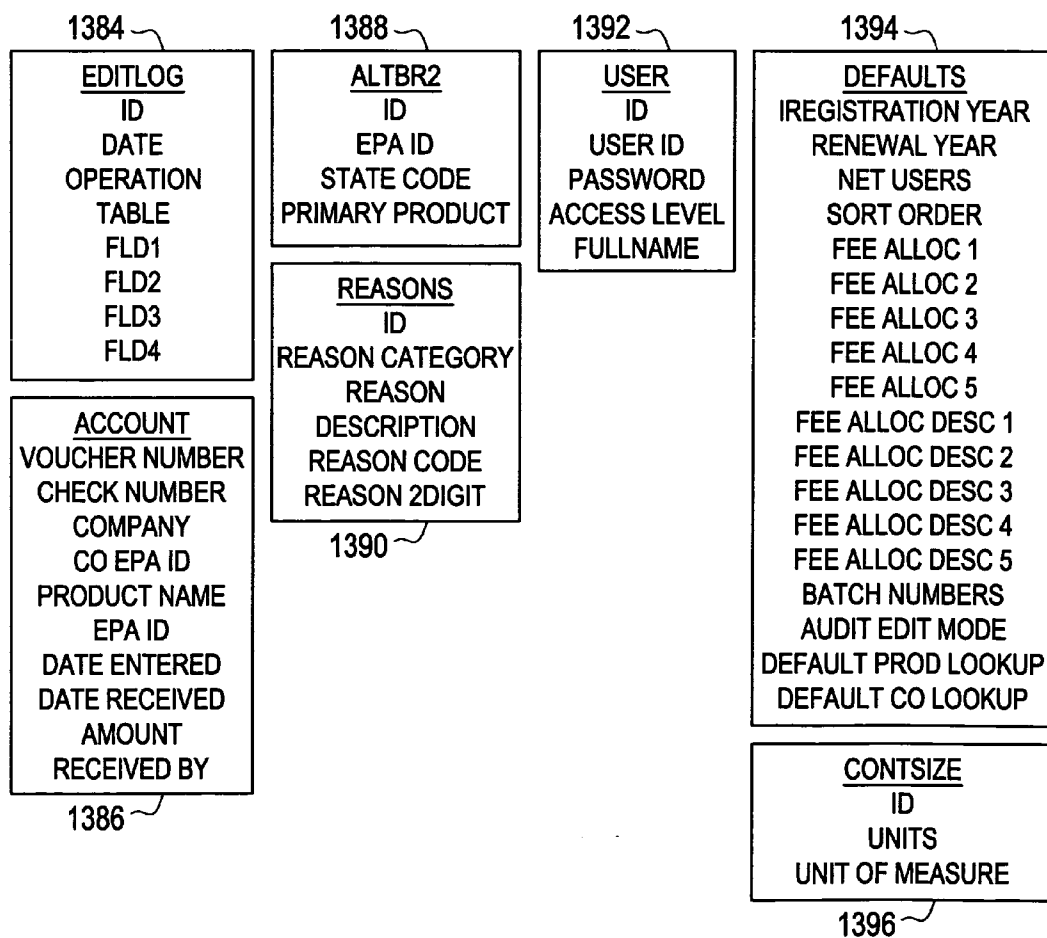 1384
EDITLOG
ID
DATE
OPERATION
TABLE
FLD1
FLD2
FLD3
FLD4
ACCOUNT
VOUCHER NUMBER
CHECK NUMBER
COMPANY
CO EPA ID
PRODUCT NAME
EPA ID
DATE ENTERED
DATE RECEIVED
AMOUNT
RECEIVED BY
1386
1388
ALTBR2
ID
EPA ID
STATE CODE
PRIMARY PRODUCT
REASONS
ID
REASON CATEGORY
REASON
DESCRIPTION
REASON CODE
REASON 2DIGIT
1390
1392
USER
ID
USER ID
PASSWORD
ACCESS LEVEL
FULLNAME
1394
DEFAULTS
IREGISTRATION YEAR
RENEWAL YEAR
NET USERS
SORT ORDER
FEE ALLOC 1
FEE ALLOC 2
FEE ALLOC 3
FEE ALLOC 4
FEE ALLOC 5
FEE ALLOC DESC 1
FEE ALLOC DESC 2
FEE ALLOC DESC 3
FEE ALLOC DESC 4
FEE ALLOC DESC 5
BATCH NUMBERS
AUDIT EDIT MODE
DEFAULT PROD LOOKUP
DEFAULT CO LOOKUP
CONTSIZE
ID
UNITS
UNIT OF MEASURE
1396